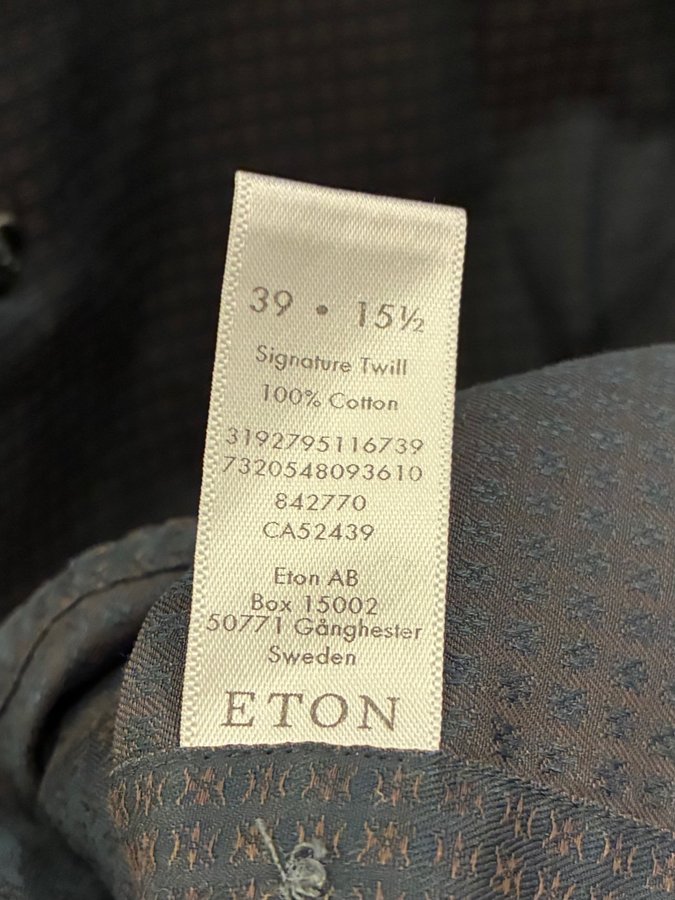 39 • 15½
Signature Twill
100% Cotton
3192795116739
7320548093610
842770
CA52439
Eton AB
Box 15002
50771 Gånghester
Sweden
ETON